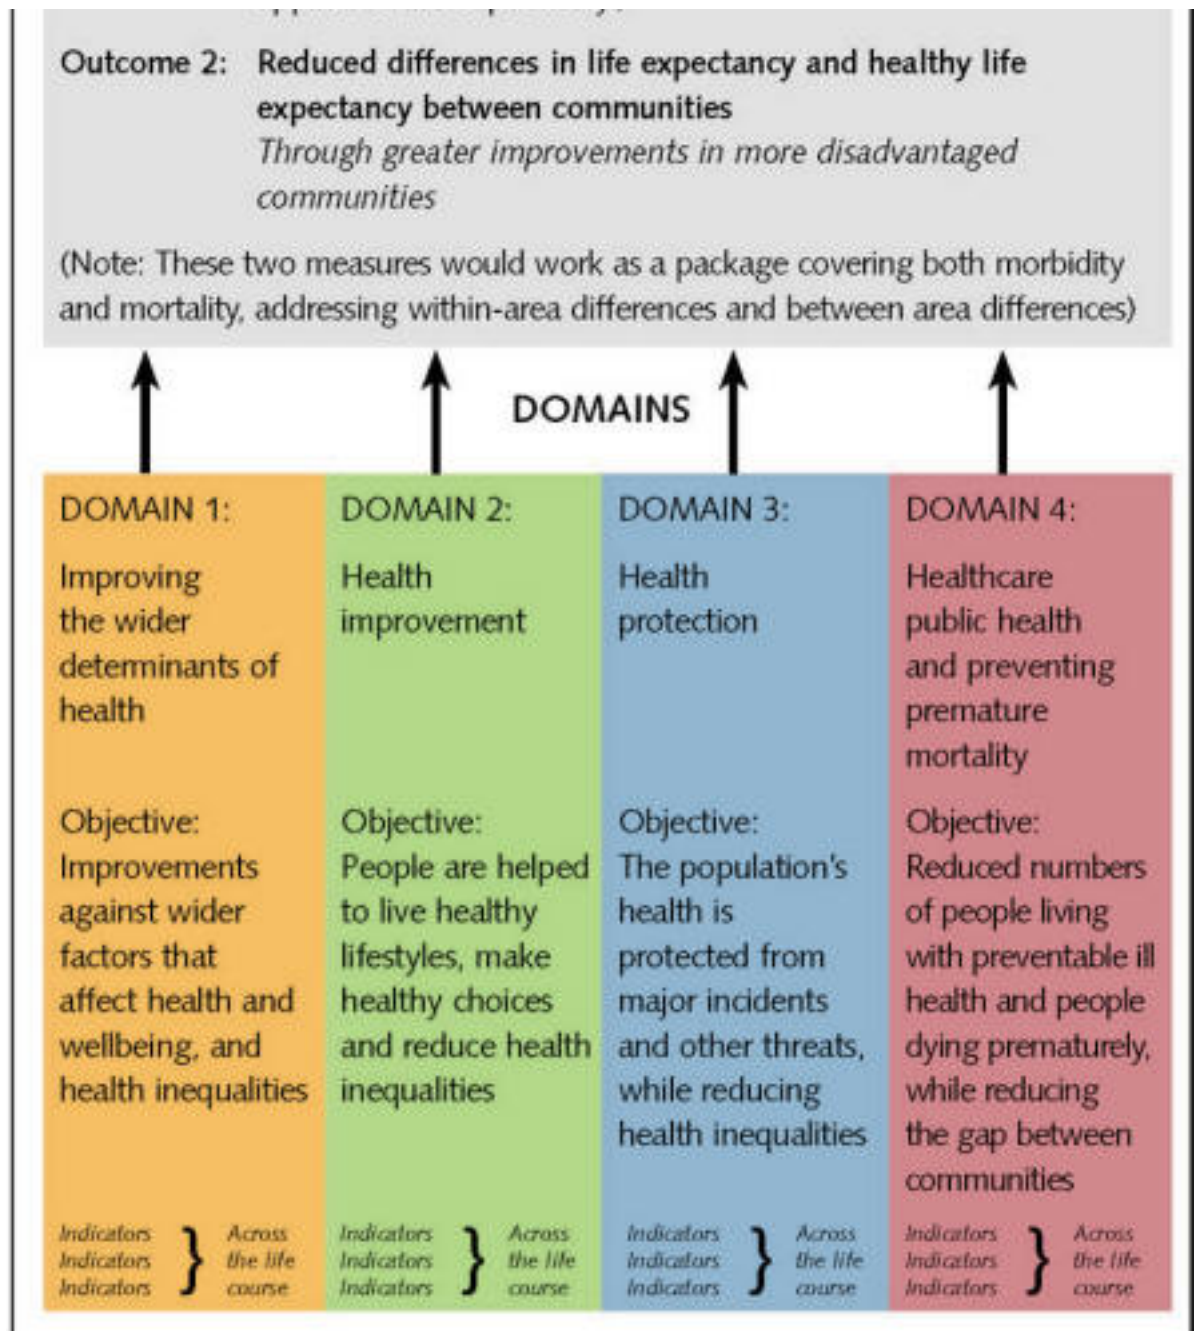 Outcome 2: Reduced differences in life expectancy and healthy life
expectancy between communities
Through greater improvements in more disadvantaged
communities
(Note: These two measures would work as a package covering both morbidity
and mortality, addressing within-area differences and between area differences)
DOMAINS
DOMAIN 1:
Improving
the wider
determinants of
health
Objective:
Improvements
against wider
factors that
affect health and
wellbeing, and
health inequalities
Indicators
Indicators
Indicators
Across
the life
course
DOMAIN 2:
Health
improvement
Objective:
People are helped
to live healthy
lifestyles, make
healthy choices
and reduce health
inequalities
Indicators
Indicators
Indicators
Across
the life
course
DOMAIN 3:
Health
protection
Objective:
The population's
health is
protected from
major incidents
and other threats,
while reducing
health inequalities
Indicators
Indicators
Indicators
Across
the life
course
DOMAIN 4:
Healthcare
public health
and preventing
premature
mortality
Objective:
Reduced numbers
of people living
with preventable ill
health and people
dying prematurely,
while reducing
the gap between
communities
Indicators
Indicators
Indicators
Across
the life
course